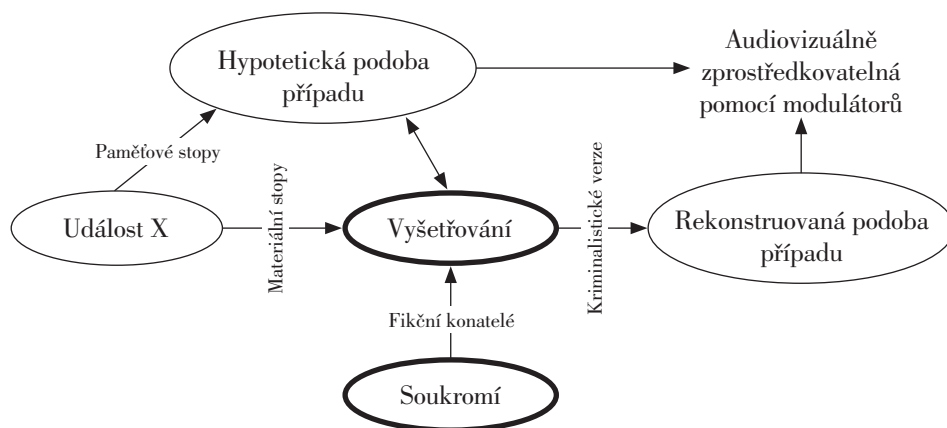 Hypotetická podoba
případu
Audiovizuálně
zprostředkovatelná
pomocí modulátorů
Paměťové stopy
Událost X
Materiální stopy
Vyšetřování
Kriminalistické verze
Rekonstruovaná podoba
případu
Fikční konatelé
Soukromí